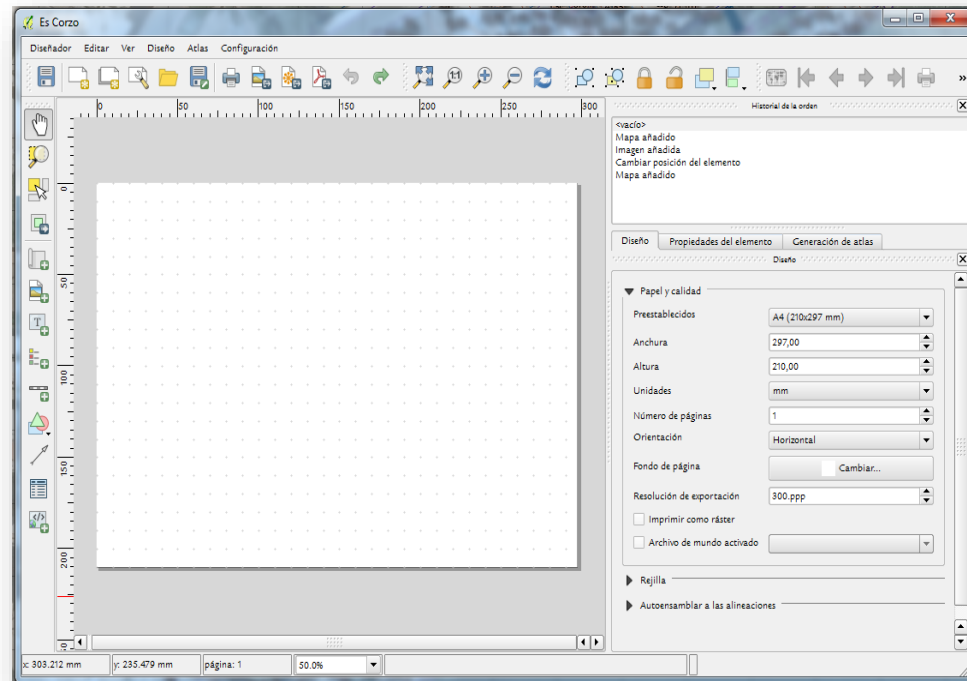 Es Corzo
Diseñador Editar Ver Diseño Atlas Configuración
1:1
»
0 50 100 150 200 250 300
0
50
100
150
200
T
</>
Historial de la orden
<vacío>
Mapa añadido
Imagen añadida
Cambiar posición del elemento
Mapa añadido
Diseño Propiedades del elemento Generación de atlas
Diseño
Papel y calidad
Preestablecidos A4 (210x297 mm)
Anchura 297,00
Altura 210,00
Unidades mm
Número de páginas 1
Orientación Horizontal
Fondo de página Cambiar...
Resolución de exportación 300.ppp
Imprimir como ráster
Archivo de mundo activado
Rejilla
Autoensamblar a las alineaciones
x: 303.212 mm y: 235.479 mm página: 1 50.0%